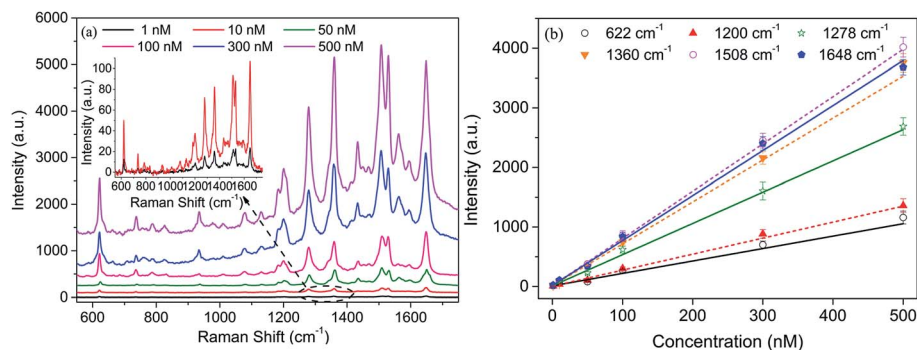 (a)
1 nM 10 nM 50 nM
100 nM 300 nM 500 nM
6000
5000
4000
3000
2000
1000
0
Intensity (a.u.)
100
80
60
40
20
0
Intensity (a.u.)
600 800 1000 1200 1400 1600
Raman Shift (cm-1)
600 800 1000 1200 1400 1600
Raman Shift (cm-1)
(b)
622 cm-1 1200 cm-1 1278 cm-1
1360 cm-1 1508 cm-1 1648 cm-1
4000
3000
2000
1000
0
Intensity (a.u.)
0 100 200 300 400 500
Concentration (nM)